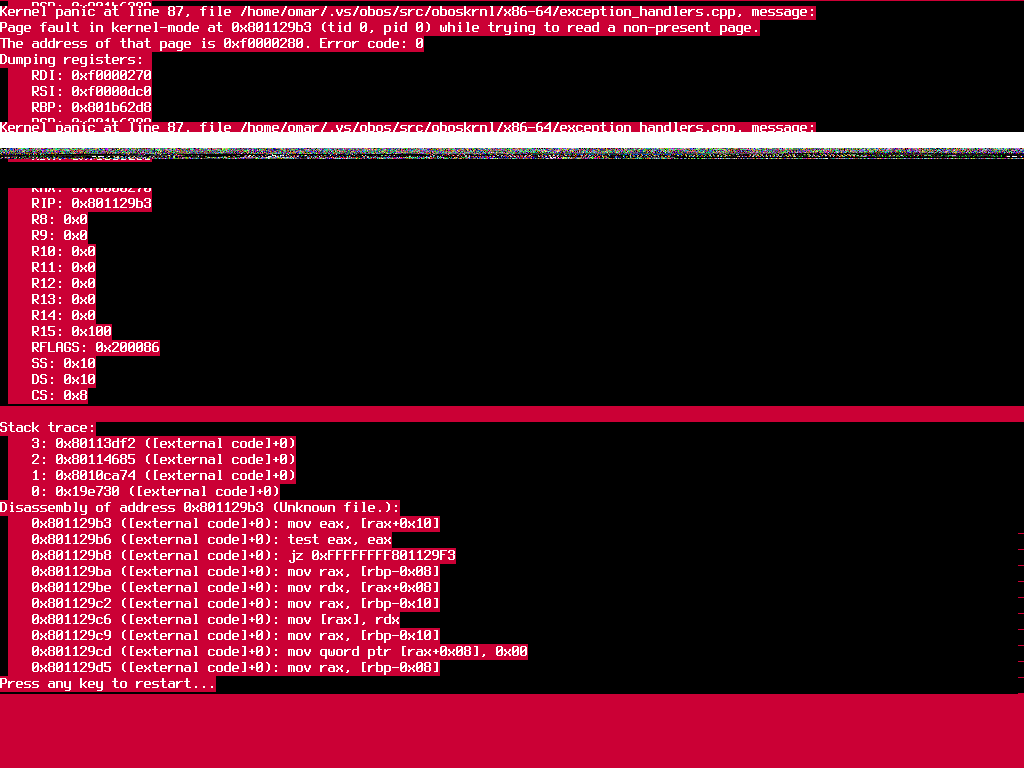 Kernel panic at line 87, file /home/omar/.vs/obos/src/oboskrnl/x86-64/exception_handlers.cpp, message:
Page fault in kernel-mode at 0x801129b3 (tid 0, pid 0) while trying to read a non-present page.
The address of that page is 0xf0000280. Error code: 0
Dumping registers:
RDI: 0xf0000270
RSI: 0xf0000dc0
RBP: 0x801b62d8
Kernel panic at line 87, file /home/omar/.vs/obos/src/oboskrnl/x86-64/exception_handlers.cpp, message:
RAX: 0xf0000270
RIP: 0x801129b3
R8: 0x0
R9: 0x0
R10: 0x0
R11: 0x0
R12: 0x0
R13: 0x0
R14: 0x0
R15: 0x100
RFLAGS: 0x200086
SS: 0x10
DS: 0x10
CS: 0x8
Stack trace:
3: 0x80113df2 ([external code]+0)
2: 0x80114685 ([external code]+0)
1: 0x8010ca74 ([external code]+0)
0: 0x19e730 ([external code]+0)
Disassembly of address 0x801129b3 (Unknown file.):
0x801129b3 ([external code]+0): mov eax, [rax+0x10]
0x801129b6 ([external code]+0): test eax, eax
0x801129b8 ([external code]+0): jz 0xFFFFFFFF801129F3
0x801129ba ([external code]+0): mov rax, [rbp-0x08]
0x801129be ([external code]+0): mov rdx, [rax+0x08]
0x801129c2 ([external code]+0): mov rax, [rbp-0x10]
0x801129c6 ([external code]+0): mov [rax], rdx
0x801129c9 ([external code]+0): mov rax, [rbp-0x10]
0x801129cd ([external code]+0): mov qword ptr [rax+0x08], 0x00
0x801129d5 ([external code]+0): mov rax, [rbp-0x08]
Press any key to restart...